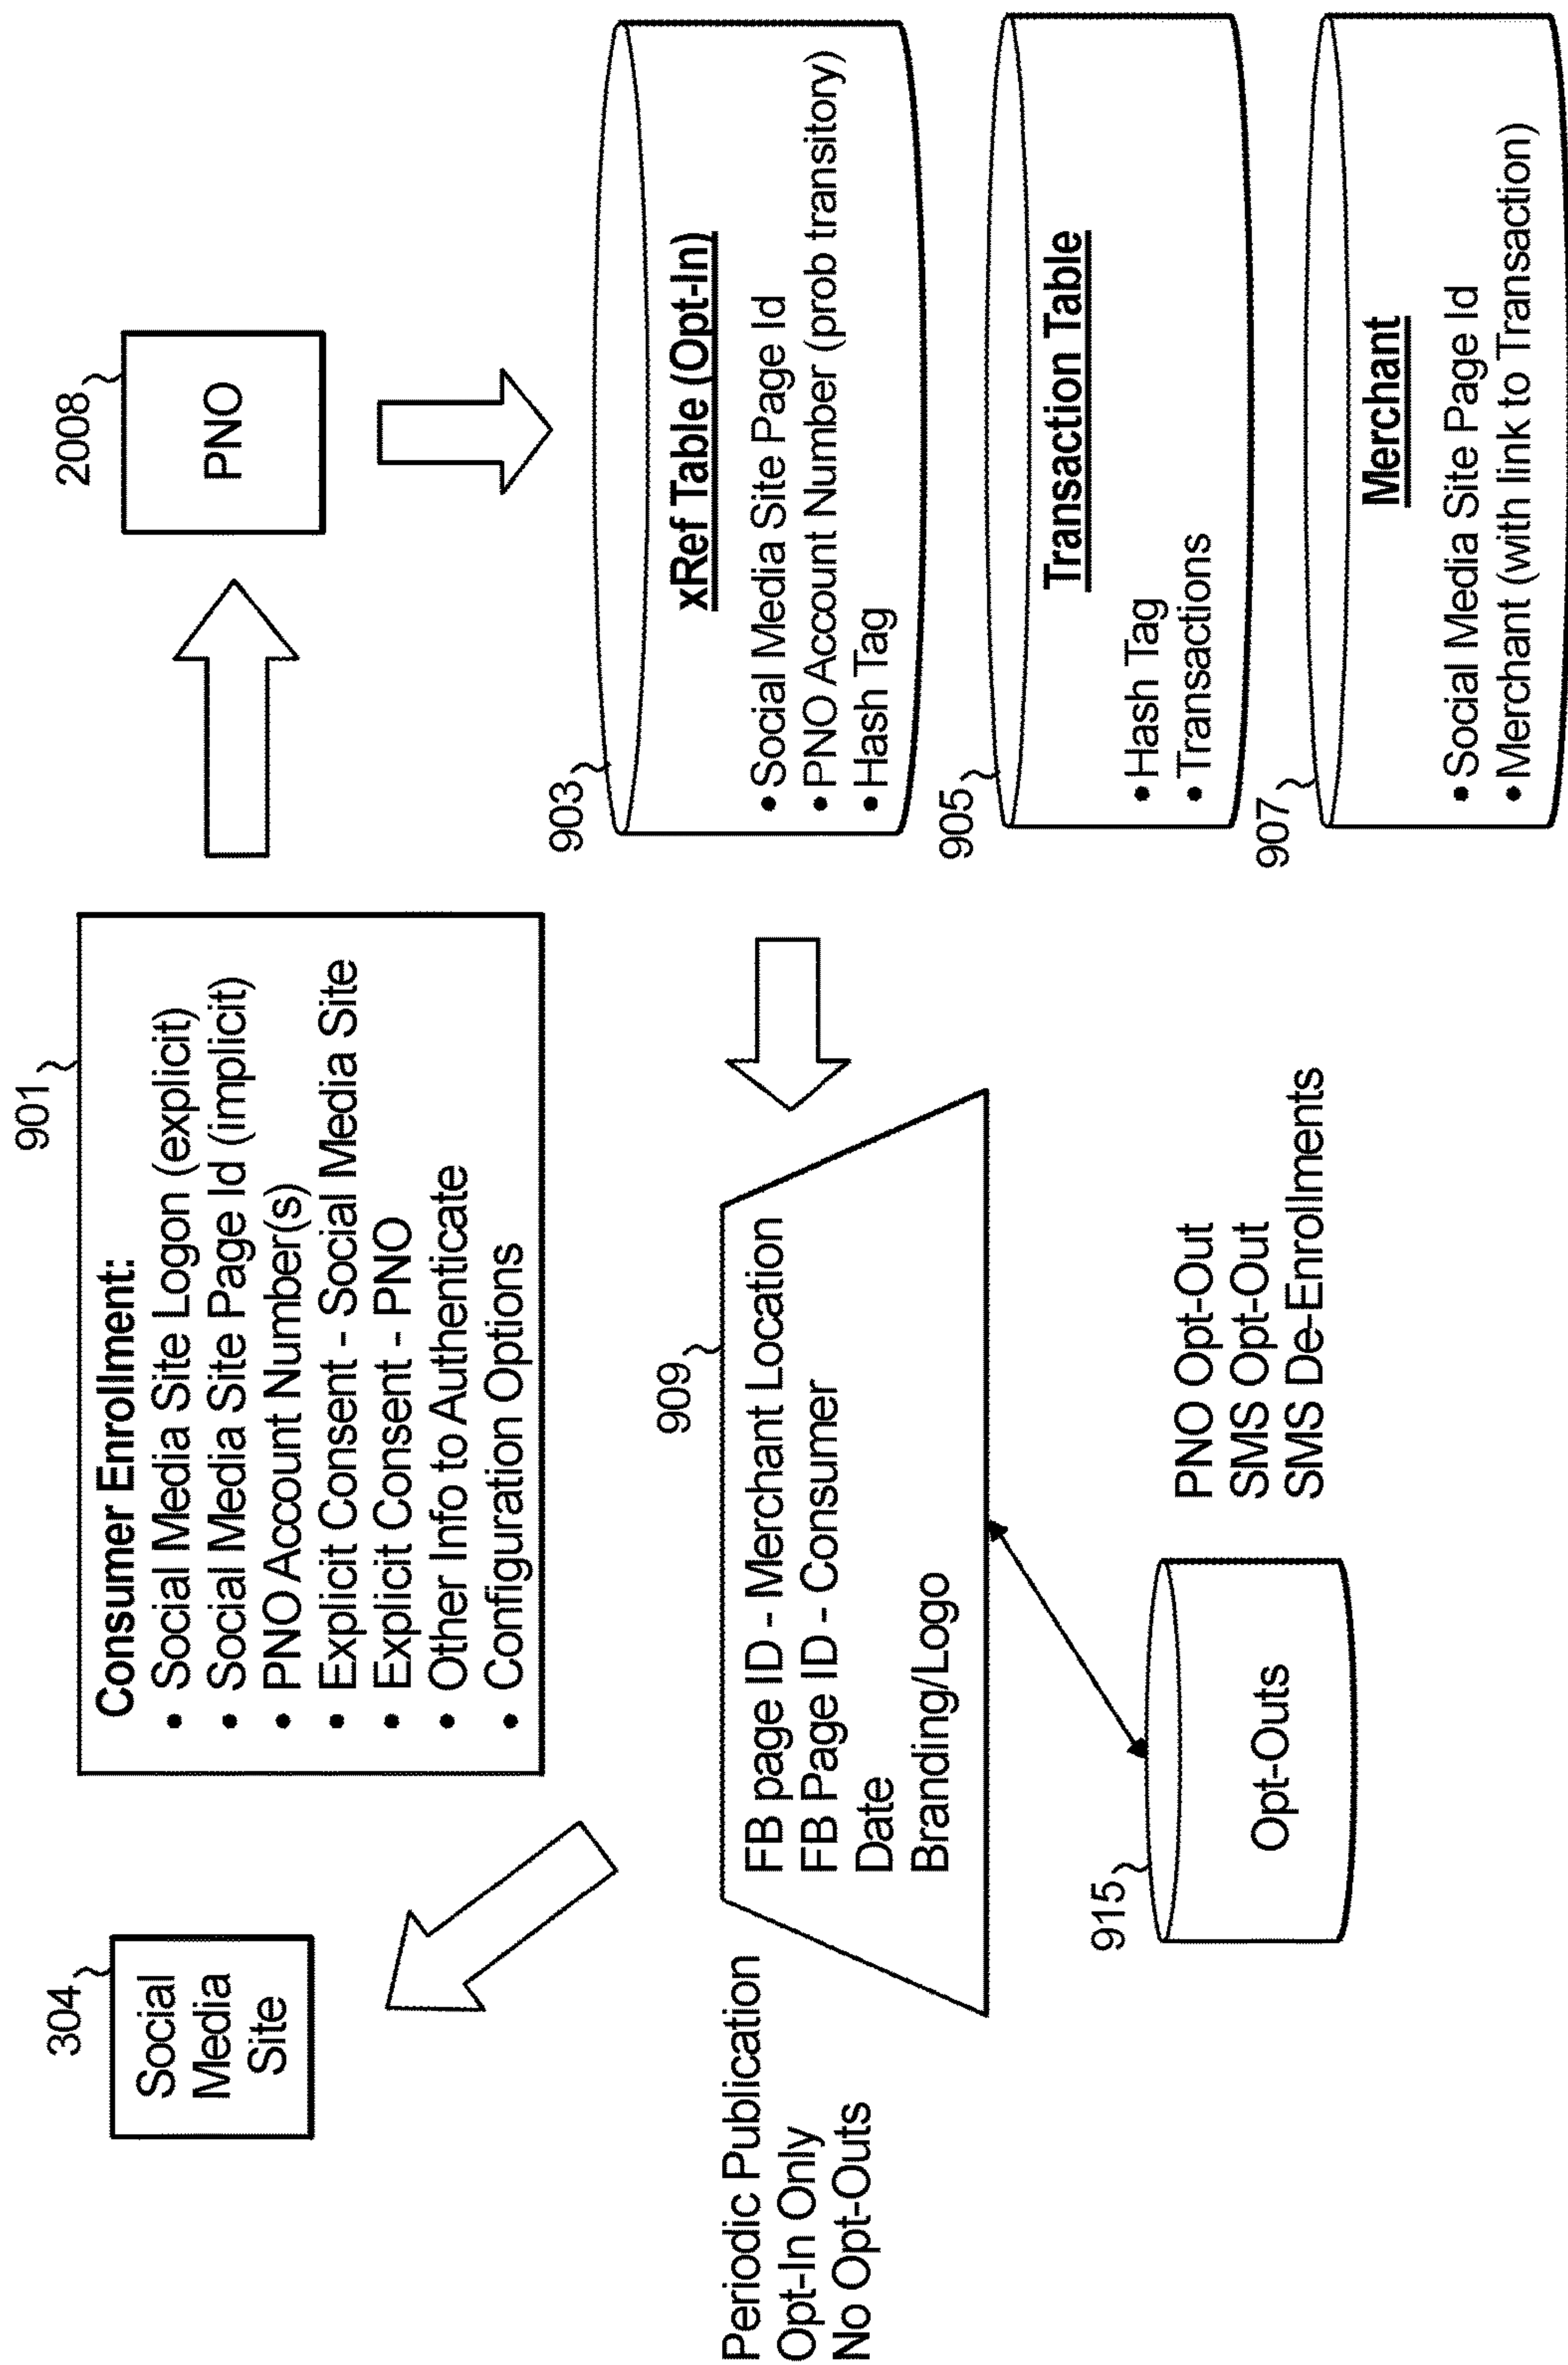 304
Social
Media
Site
901
Consumer Enrollment:
• Social Media Site Logon (explicit)
• Social Media Site Page Id (implicit)
• PNO Account Number(s)
• Explicit Consent - Social Media Site
• Explicit Consent - PNO
• Other Info to Authenticate
• Configuration Options
2008
PNO
903
xRef Table (Opt-In)
• Social Media Site Page Id
• PNO Account Number (prob transitory)
• Hash Tag
905
Transaction Table
• Hash Tag
• Transactions
907
Merchant
• Social Media Site Page Id
• Merchant (with link to Transaction)
909
FB page ID - Merchant Location
FB Page ID - Consumer
Date
Branding/Logo
Periodic Publication
Opt-In Only
No Opt-Outs
915
Opt-Outs
PNO Opt-Out
SMS Opt-Out
SMS De-Enrollments